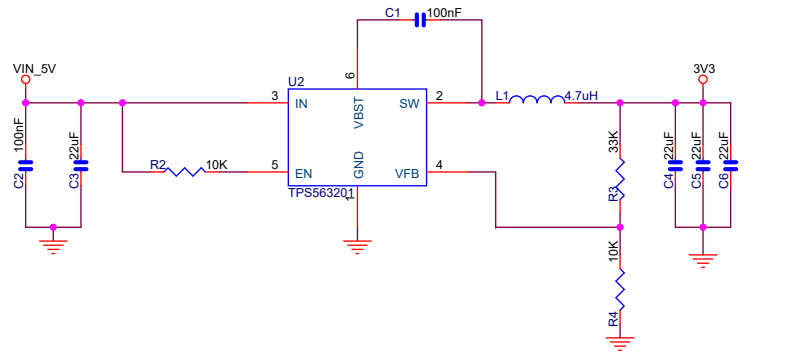 C1 100nF
VIN_5V
3V3
6
U2
3 IN
VBST
SW 2
L1 4.7uH
100nF
22uF
C2
C3
R2 10K
5 EN
GND
VFB 4
TPS563201
1
33K
R3
22uF
22uF
22uF
C4
C5
C6
10K
R4